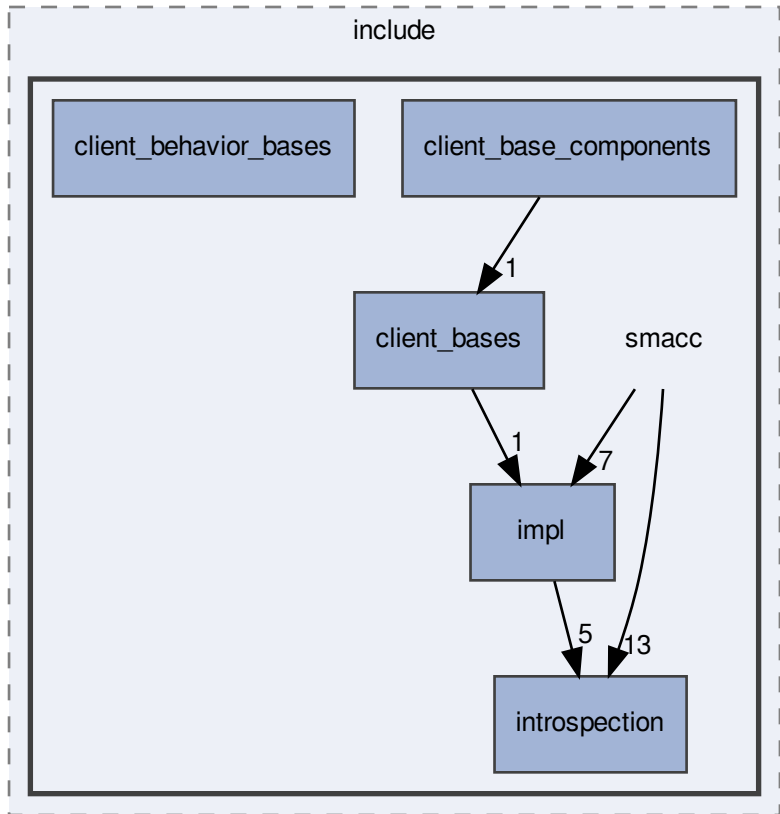 include
client_behavior_bases
client_base_components
1
client_bases
smacc
1
7
impl
5
13
introspection